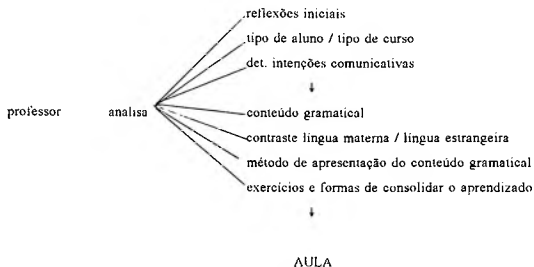 reflexões iniciais
tipo de aluno / tipo de curso
det. intenções comunicativas
↓
professor analisa conteúdo gramatical
contraste língua materna / língua estrangeira
método de apresentação do conteúdo gramatical
exercícios e formas de consolidar o aprendizado
↓
AULA